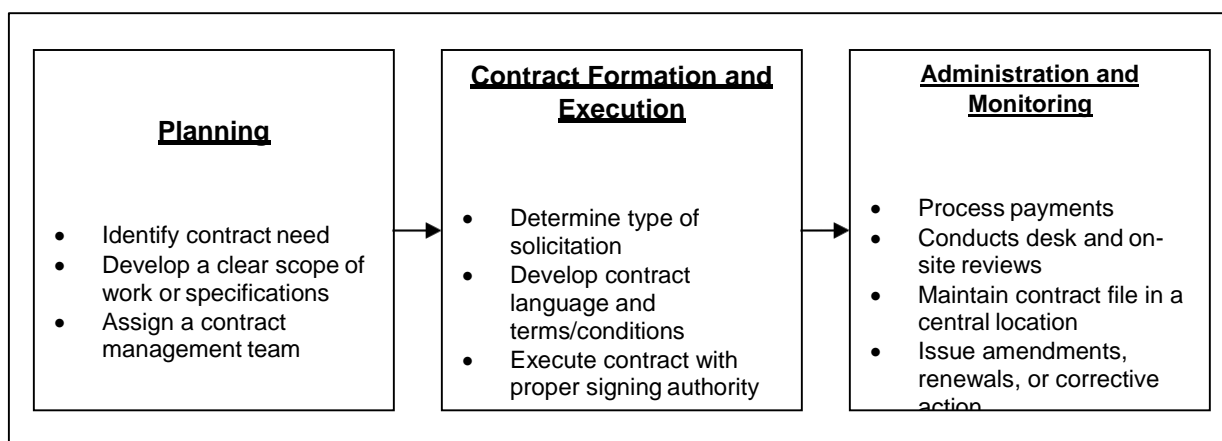 Planning
• Identify contract need
• Develop a clear scope of
work or specifications
• Assign a contract
management team
Contract Formation and
Execution
• Determine type of
solicitation
• Develop contract
language and
terms/conditions
• Execute contract with
proper signing authority
Administration and
Monitoring
• Process payments
• Conducts desk and on-
site reviews
• Maintain contract file in a
central location
• Issue amendments,
renewals, or corrective
action